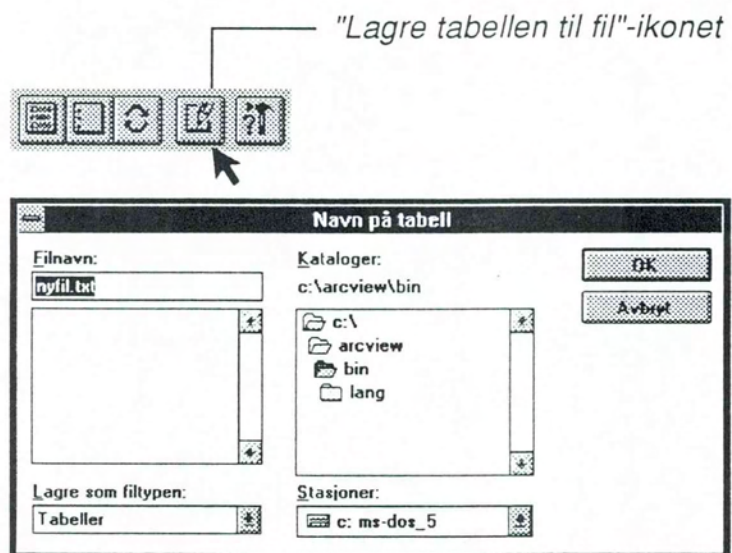 "Lagre tabellen til fil"-ikonet
Navn på tabell
Filnavn:
nyfil.txt
Kataloger:
c:\arcview\bin
c:\
arcview
bin
lang
OK
Avbryt
Lagre som filtypen:
Tabeller
Stasjoner:
c: ms-dos_5